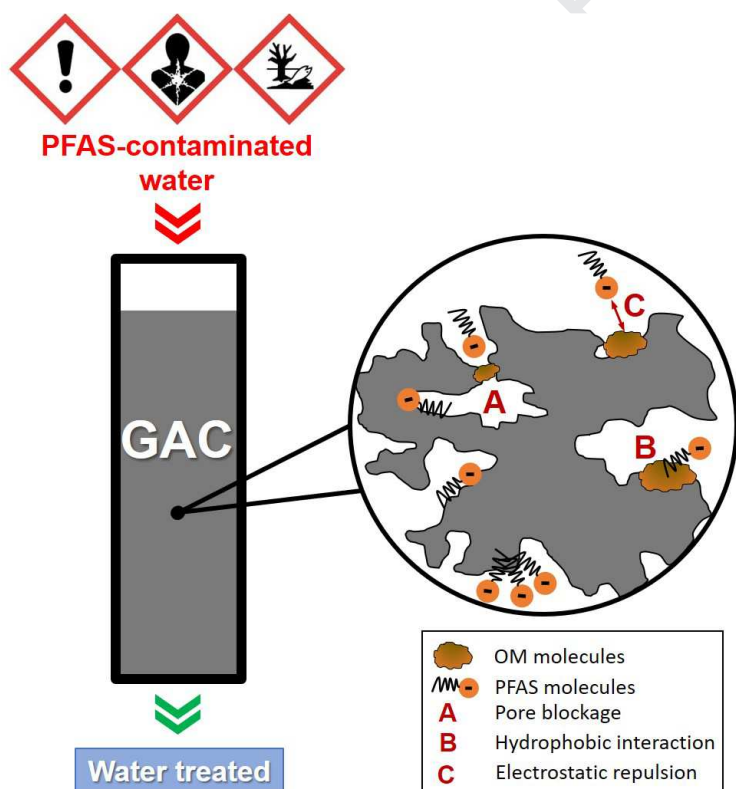 PFAS-contaminated
water
GAC
A
B
C
OM molecules
PFAS molecules
A Pore blockage
B Hydrophobic interaction
C Electrostatic repulsion
Water treated